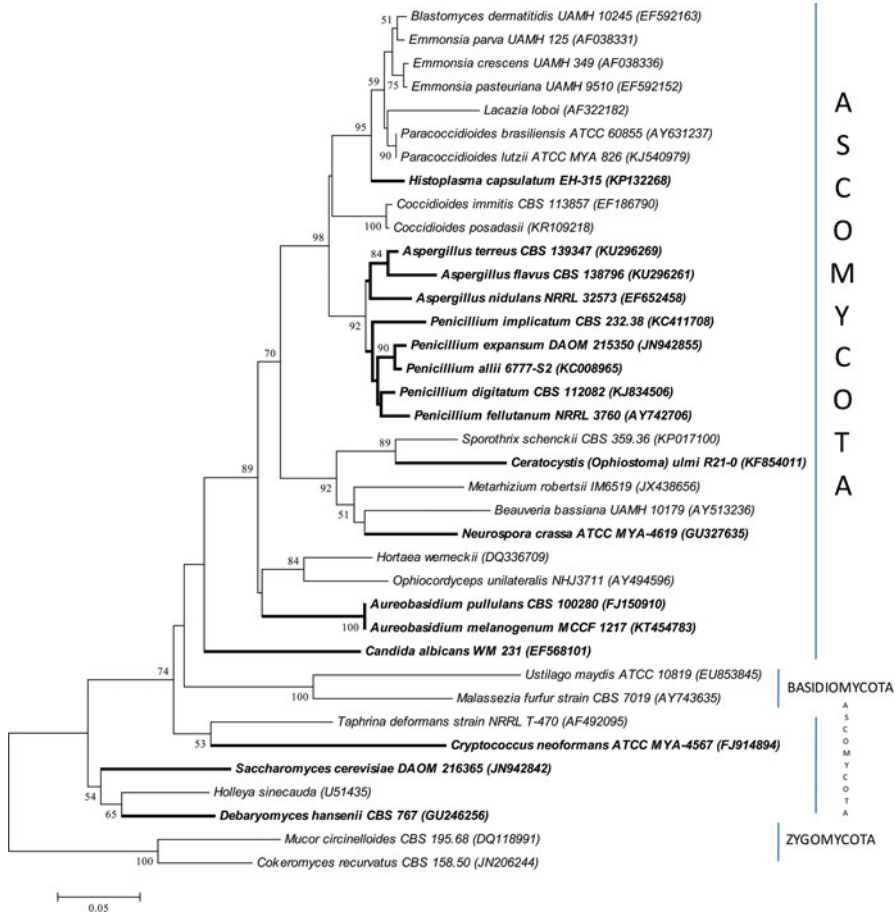 51
Blastomyces dermatitidis UAMH 10245 (EF592163)
Emmonsia parva UAMH 125 (AF038331)
Emmonsia crescens UAMH 349 (AF038336)
59
75
Emmonsia pasteuriana UAMH 9510 (EF592152)
Lacazia loboi (AF322182)
95
Paracoccidioides brasiliensis ATCC 60855 (AY631237)
90
Paracoccidioides lutzii ATCC MYA 826 (KJ540979)
Histoplasma capsulatum EH-315 (KP132268)
Coccidioides immitis CBS 113857 (EF186790)
100
Coccidioides posadasii (KR109218)
98
84
Aspergillus terreus CBS 139347 (KU296269)
Aspergillus flavus CBS 138796 (KU296261)
Aspergillus nidulans NRRL 32573 (EF652458)
92
Penicillium implicatum CBS 232.38 (KC411708)
90
Penicillium expansum DAOM 215350 (JN942855)
70
Penicillium allii 6777-S2 (KC008965)
Penicillium digitatum CBS 112082 (KJ834506)
Penicillium fellutanum NRRL 3760 (AY742706)
89
Sporothrix schenckii CBS 359.36 (KP017100)
Ceratocystis (Ophiostoma) ulmi R21-0 (KF854011)
89
92
Metarhizium robertsii IM6519 (JX438656)
51
Beauveria bassiana UAMH 10179 (AY513236)
Neurospora crassa ATCC MYA-4619 (GU327635)
84
Hortaea werneckii (DQ336709)
Ophiocordyceps unilateralis NHJ3711 (AY494596)
Aureobasidium pullulans CBS 100280 (FJ150910)
100
Aureobasidium melanogenum MCCF 1217 (KT454783)
Candida albicans WM 231 (EF568101)
74
Ustilago maydis ATCC 10819 (EU853845)
100
Malassezia furfur strain CBS 7019 (AY743635)
Taphrina deformans strain NRRL T-470 (AF492095)
53
Cryptococcus neoformans ATCC MYA-4567 (FJ914894)
Saccharomyces cerevisiae DAOM 216365 (JN942842)
54
Holleya sinecauda (U51435)
65
Debaryomyces hansenii CBS 767 (GU246256)
Mucor circinelloides CBS 195.68 (DQ118991)
100
Cokeromyces recurvatus CBS 158.50 (JN206244)
0.05
ASCOMYCOTA
BASIDIOMYCOTA
ASCOMYCOTA
ZYGOMYCOTA